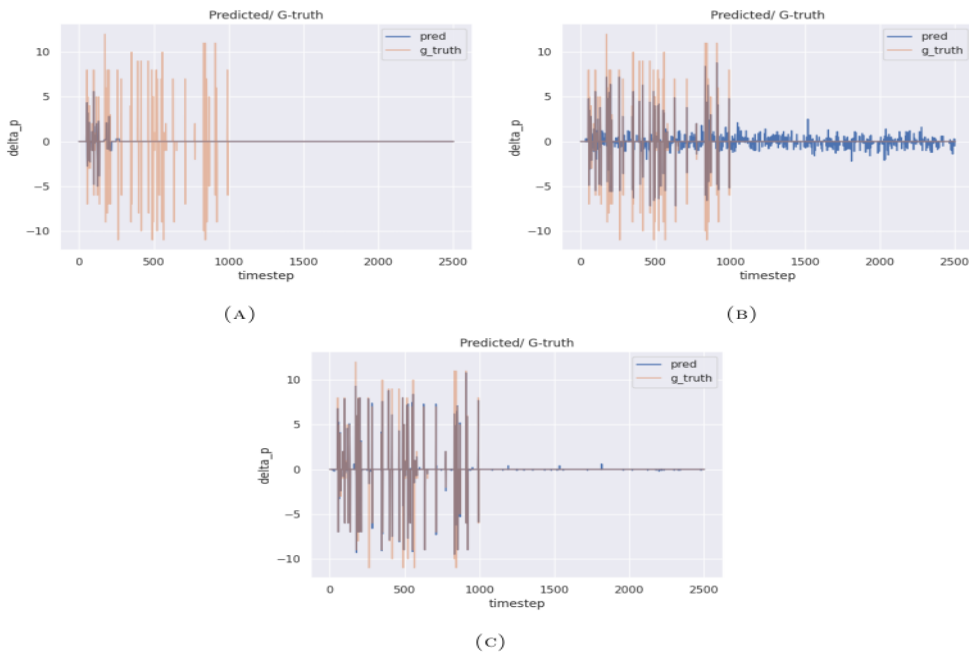 Predicted/ G-truth
pred
g_truth
delta_p
10
5
0
−5
−10
0 500 1000 1500 2000 2500
timestep
(A)
Predicted/ G-truth
pred
g_truth
delta_p
10
5
0
−5
−10
0 500 1000 1500 2000 2500
timestep
(B)
Predicted/ G-truth
pred
g_truth
delta_p
10
5
0
−5
−10
0 500 1000 1500 2000 2500
timestep
(C)